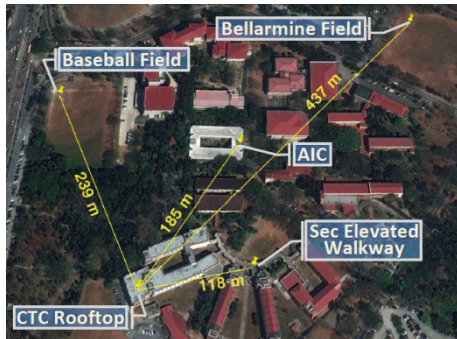 Bellarmine Field
Baseball Field
437 m
AIC
239 m
185 m
Sec Elevated
Walkway
118 m
CTC Rooftop